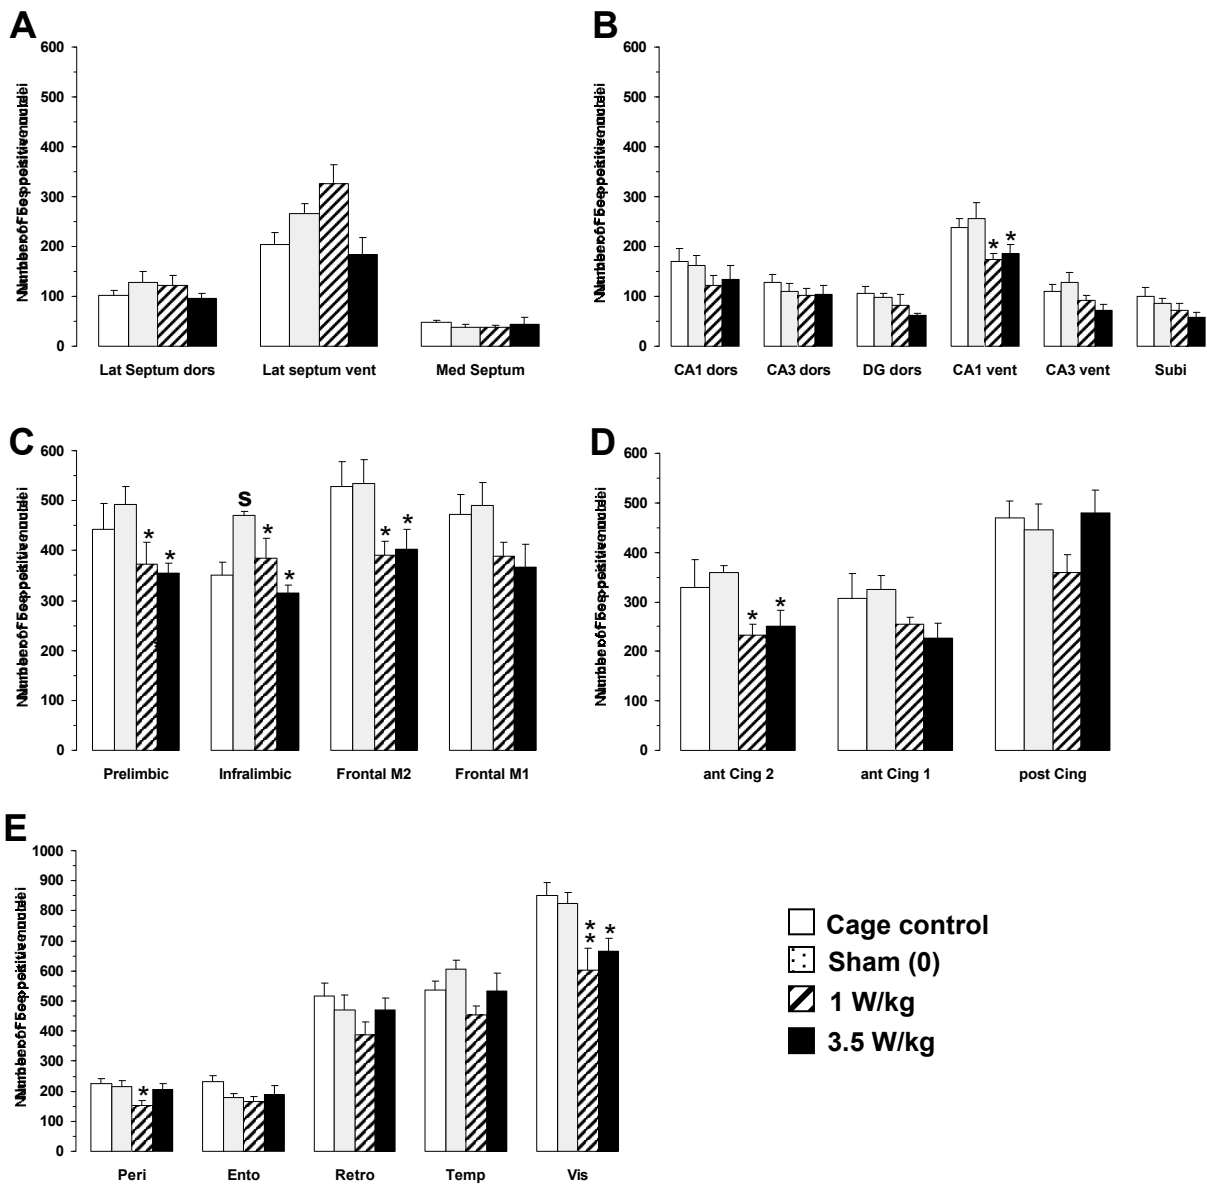 A
600
500
400
300
200
100
0
Lat Septum dors Lat septum vent Med Septum
B
600
500
400
300
200
100
0
* *
CA1 dors CA3 dors DG dors CA1 vent CA3 vent Subi
C
600
500
400
300
200
100
0
* * S * * * *
Prelimbic Infralimbic Frontal M2 Frontal M1
D
600
500
400
300
200
100
0
* *
ant Cing 2 ant Cing 1 post Cing
E
1000
900
800
700
600
500
400
300
200
100
0
* ** *
Peri Ento Retro Temp Vis
Cage control
Sham (0)
1 W/kg
3.5 W/kg